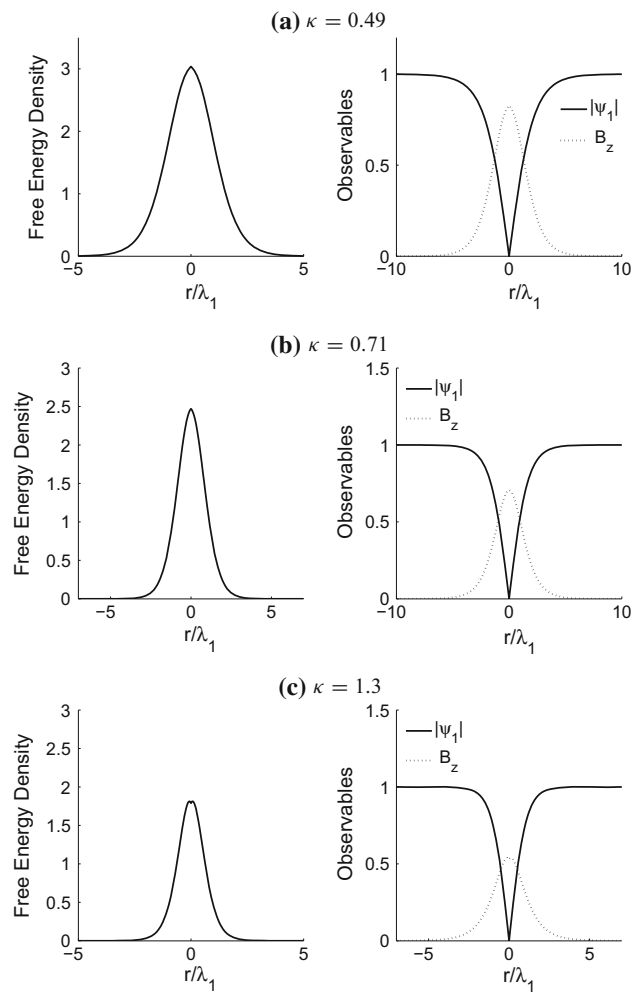 (a) κ = 0.49
Free Energy Density
3
2
1
0
−5
0
5
r/λ1
Observables
1
0.5
0
−10
0
10
r/λ1
|ψ1|
Bz
(b) κ = 0.71
Free Energy Density
3
2.5
2
1.5
1
0.5
0
−5
0
5
r/λ1
Observables
1.5
1
0.5
0
−10
0
10
r/λ1
|ψ1|
Bz
(c) κ = 1.3
Free Energy Density
3
2.5
2
1.5
1
0.5
0
−5
0
5
r/λ1
Observables
1.5
1
0.5
0
−5
0
5
r/λ1
|ψ1|
Bz